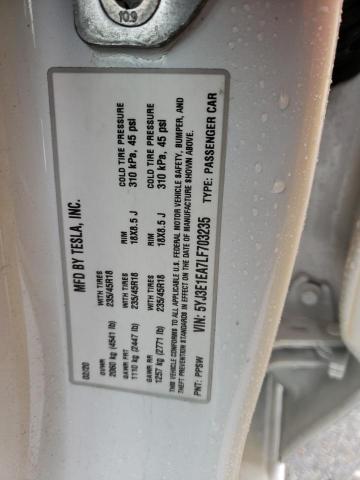 10.9
MFD BY TESLA, INC. 02/20
GVWR 2060 kg (4541 lb)
GAWR FRT 1110 kg (2447 lb) WITH TIRES 235/45R18 RIM 18X8.5 J COLD TIRE PRESSURE 310 kPa, 45 psi
GAWR RR 1257 kg (2771 lb) WITH TIRES 235/45R18 RIM 18X8.5 J COLD TIRE PRESSURE 310 kPa, 45 psi
THIS VEHICLE CONFORMS TO ALL APPLICABLE U.S. FEDERAL MOTOR VEHICLE SAFETY, BUMPER, AND
THEFT PREVENTION STANDARDS IN EFFECT ON THE DATE OF MANUFACTURE SHOWN ABOVE.
VIN: 5YJ3E1EA7LF703235 TYPE: PASSENGER CAR
PNT: PPSW